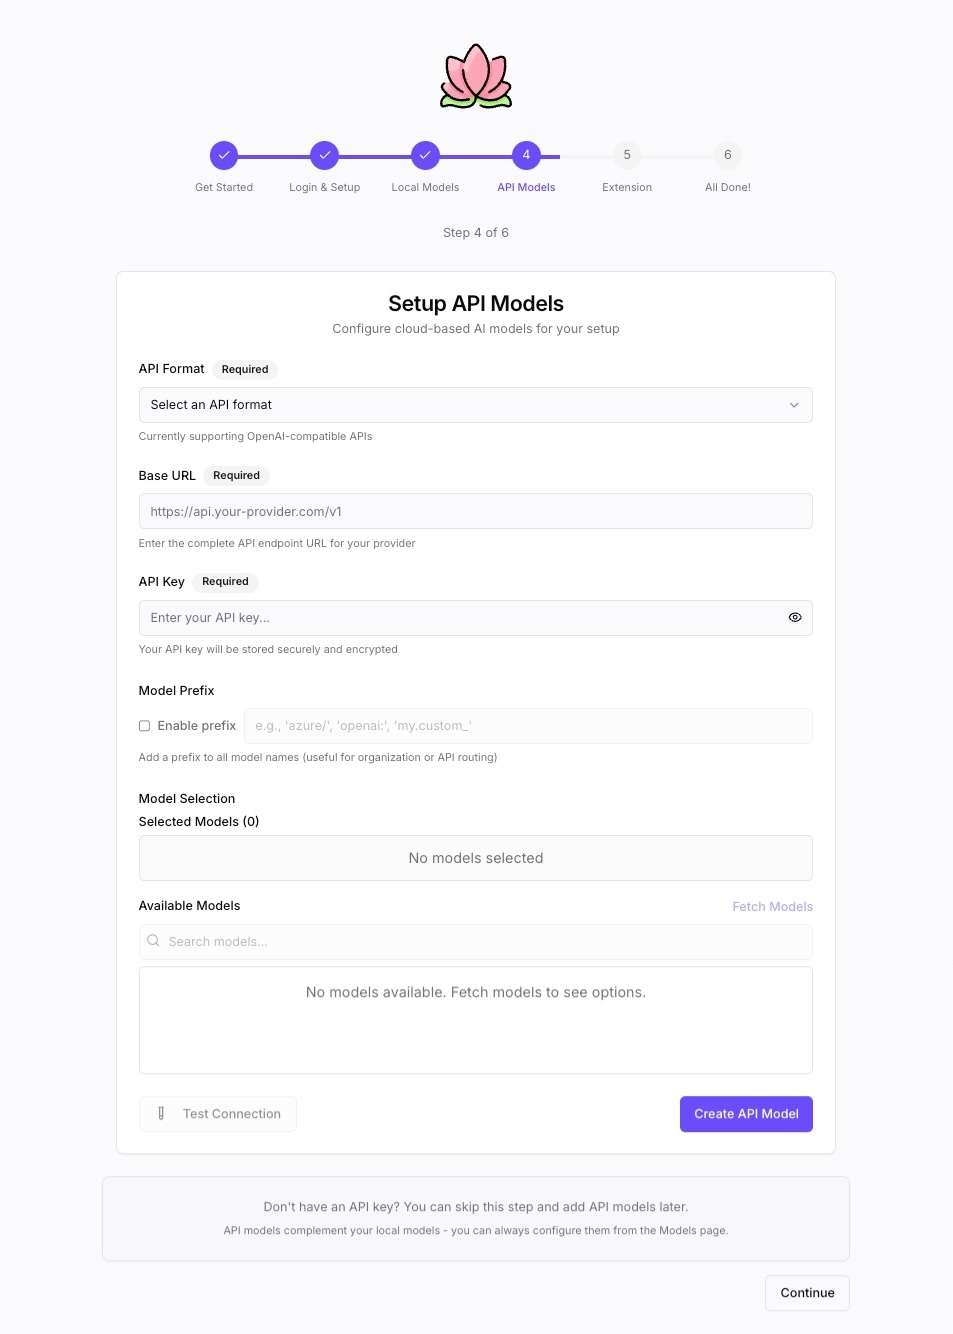 4
5
6
Get Started
Login & Setup
Local Models
API Models
Extension
All Done!
Step 4 of 6
Setup API Models
Configure cloud-based AI models for your setup
API Format Required
Select an API format
Currently supporting OpenAI-compatible APIs
Base URL Required
https://api.your-provider.com/v1
Enter the complete API endpoint URL for your provider
API Key Required
Enter your API key...
Your API key will be stored securely and encrypted
Model Prefix
Enable prefix e.g., 'azure/', 'openai:', 'my.custom_'
Add a prefix to all model names (useful for organization or API routing)
Model Selection
Selected Models (0)
No models selected
Available Models Fetch Models
Search models...
No models available. Fetch models to see options.
Test Connection Create API Model
Don't have an API key? You can skip this step and add API models later.
API models complement your local models - you can always configure them from the Models page.
Continue